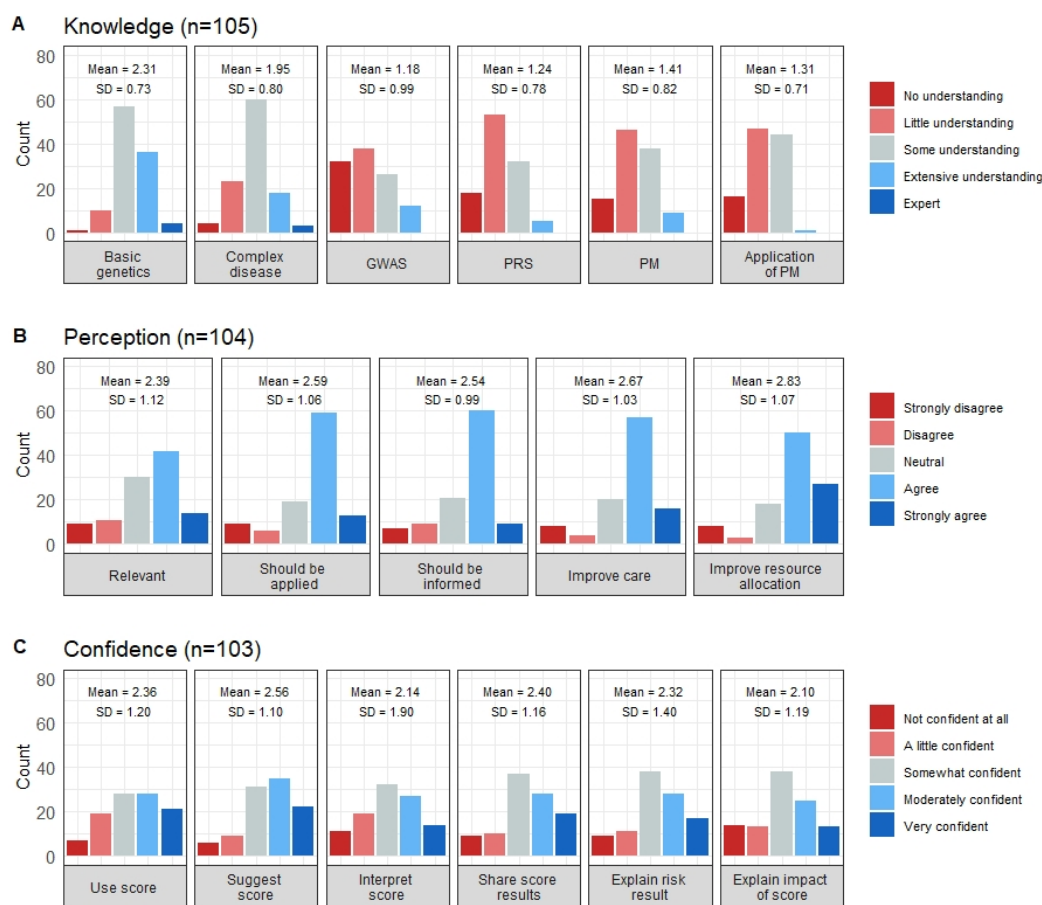 A Knowledge (n=105)
80
60
40
20
0
Count
Mean = 2.31
SD = 0.73
Mean = 1.95
SD = 0.80
Mean = 1.18
SD = 0.99
Mean = 1.24
SD = 0.78
Mean = 1.41
SD = 0.82
Mean = 1.31
SD = 0.71
Basic
genetics
Complex
disease
GWAS
PRS
PM
Application
of PM
No understanding
Little understanding
Some understanding
Extensive understanding
Expert
B Perception (n=104)
80
60
40
20
0
Count
Mean = 2.39
SD = 1.12
Mean = 2.59
SD = 1.06
Mean = 2.54
SD = 0.99
Mean = 2.67
SD = 1.03
Mean = 2.83
SD = 1.07
Relevant
Should be
applied
Should be
informed
Improve care
Improve resource
allocation
Strongly disagree
Disagree
Neutral
Agree
Strongly agree
C Confidence (n=103)
80
60
40
20
0
Count
Mean = 2.36
SD = 1.20
Mean = 2.56
SD = 1.10
Mean = 2.14
SD = 1.90
Mean = 2.40
SD = 1.16
Mean = 2.32
SD = 1.40
Mean = 2.10
SD = 1.19
Use score
Suggest
score
Interpret
score
Share score
results
Explain risk
result
Explain impact
of score
Not confident at all
A little confident
Somewhat confident
Moderately confident
Very confident